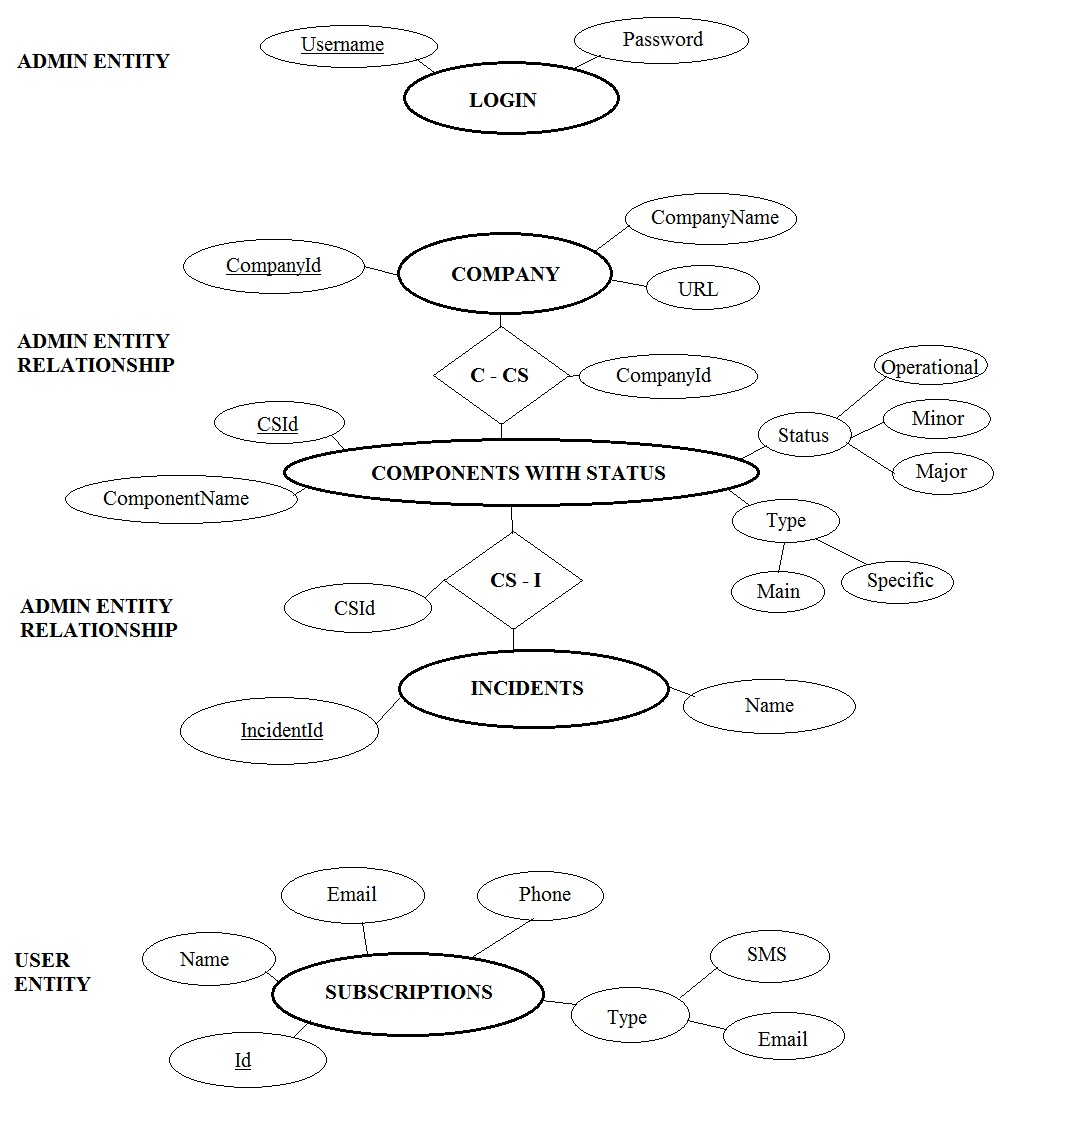 Username
Password
ADMIN ENTITY
LOGIN
CompanyName
CompanyId
COMPANY
URL
ADMIN ENTITY
RELATIONSHIP
C - CS
CompanyId
Operational
Minor
Major
CSId
Status
COMPONENTS WITH STATUS
ComponentName
Type
Main
Specific
CS - I
CSId
ADMIN ENTITY
RELATIONSHIP
INCIDENTS
Name
IncidentId
Email
Phone
Name
USER
ENTITY
SUBSCRIPTIONS
SMS
Type
Email
Id